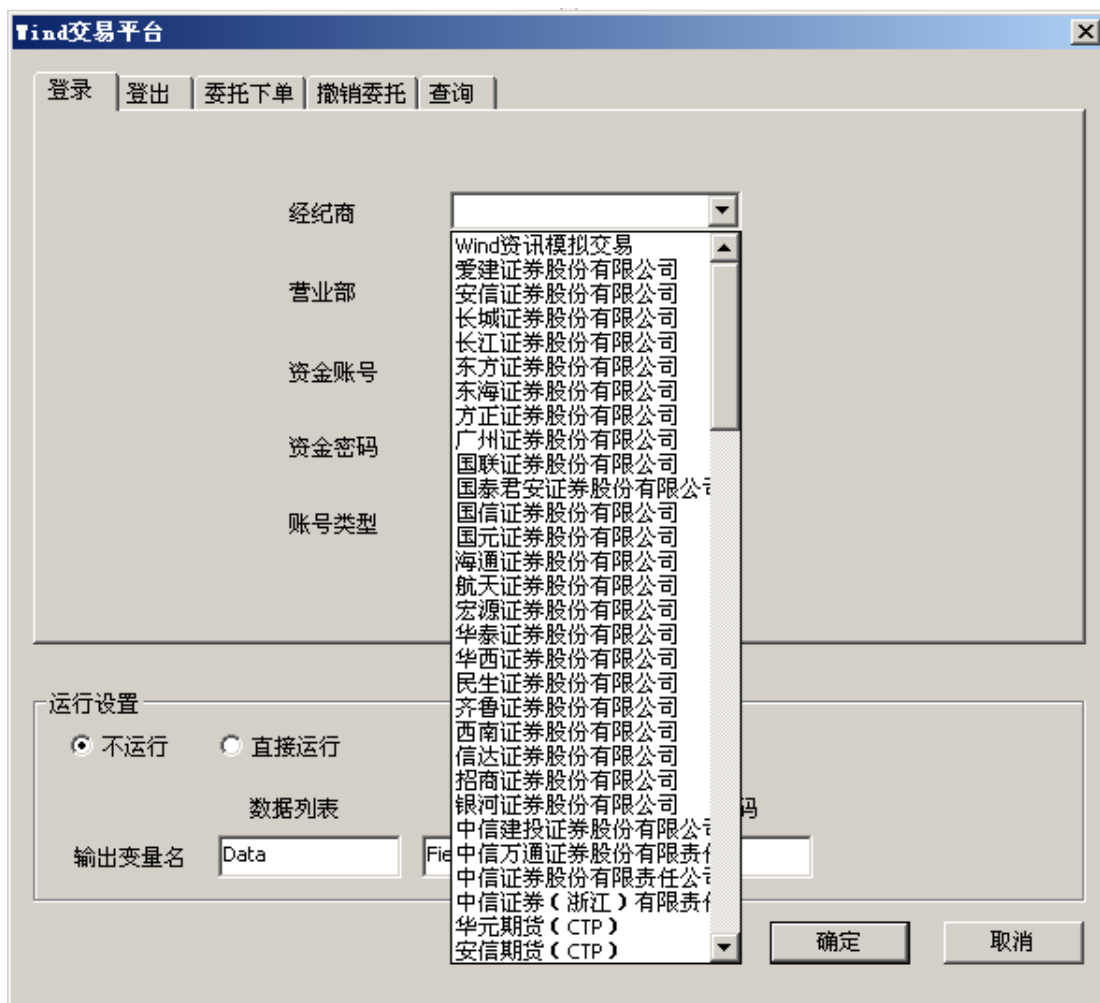 Wind交易平台
登录 登出 委托下单 撤销委托 查询
经纪商
营业部
资金账号
资金密码
账号类型
Wind资讯模拟交易
爱建证券股份有限公司
安信证券股份有限公司
长城证券股份有限公司
长江证券股份有限公司
东方证券股份有限公司
东海证券股份有限公司
方正证券股份有限公司
广州证券股份有限公司
国联证券股份有限公司
国泰君安证券股份有限公司
国信证券股份有限公司
国元证券股份有限公司
海通证券股份有限公司
航天证券股份有限公司
宏源证券股份有限公司
华泰证券股份有限公司
华西证券股份有限公司
民生证券股份有限公司
齐鲁证券股份有限公司
西南证券股份有限公司
信达证券股份有限公司
招商证券股份有限公司
银河证券股份有限公司
中信建投证券股份有限公司
中信万通证券股份有限责任
中信证券股份有限责任公司
中信证券（浙江）有限责任
华元期货（CTP）
安信期货（CTP）
运行设置
不运行 直接运行
数据列表 码
输出变量名 Data Fie
确定 取消